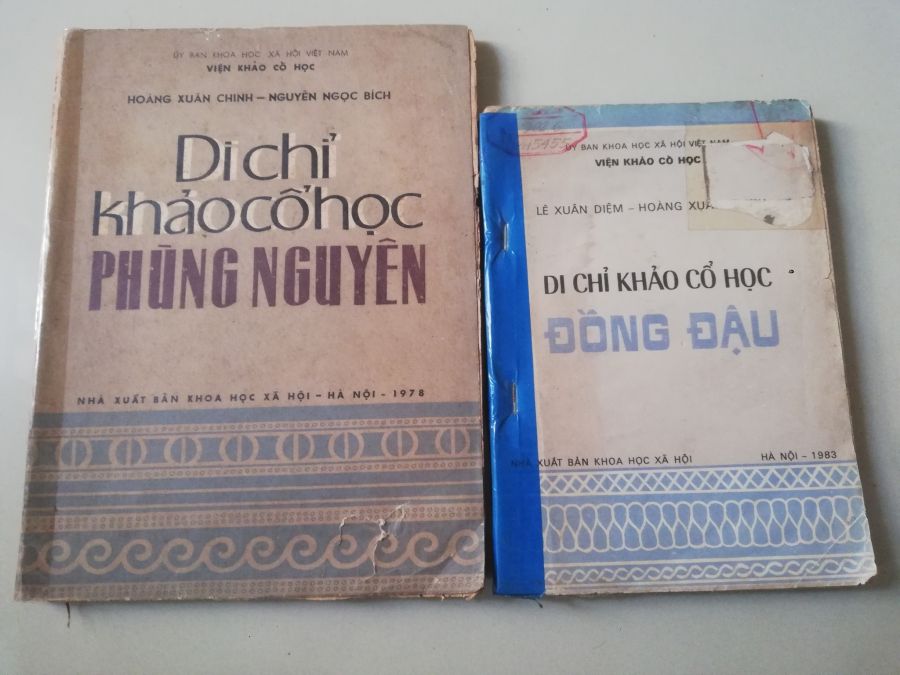 ỦY BAN KHOA HỌC XÃ HỘI VIỆT NAM
VIỆN KHẢO CỔ HỌC
HOÀNG XUÂN CHINH – NGUYỄN NGỌC BÍCH
Di chỉ
khảo cổ học
PHÙNG NGUYÊN
NHÀ XUẤT BẢN KHOA HỌC XÃ HỘI – HÀ NỘI – 1978
ỦY BAN KHOA HỌC XÃ HỘI VIỆT NAM
VIỆN KHẢO CỔ HỌC
LÊ XUÂN DIỆM – HOÀNG
DI CHỈ KHẢO CỔ HỌC
ĐỒNG ĐẬU
NHÀ XUẤT BẢN KHOA HỌC XÃ HỘI HÀ NỘI – 1983